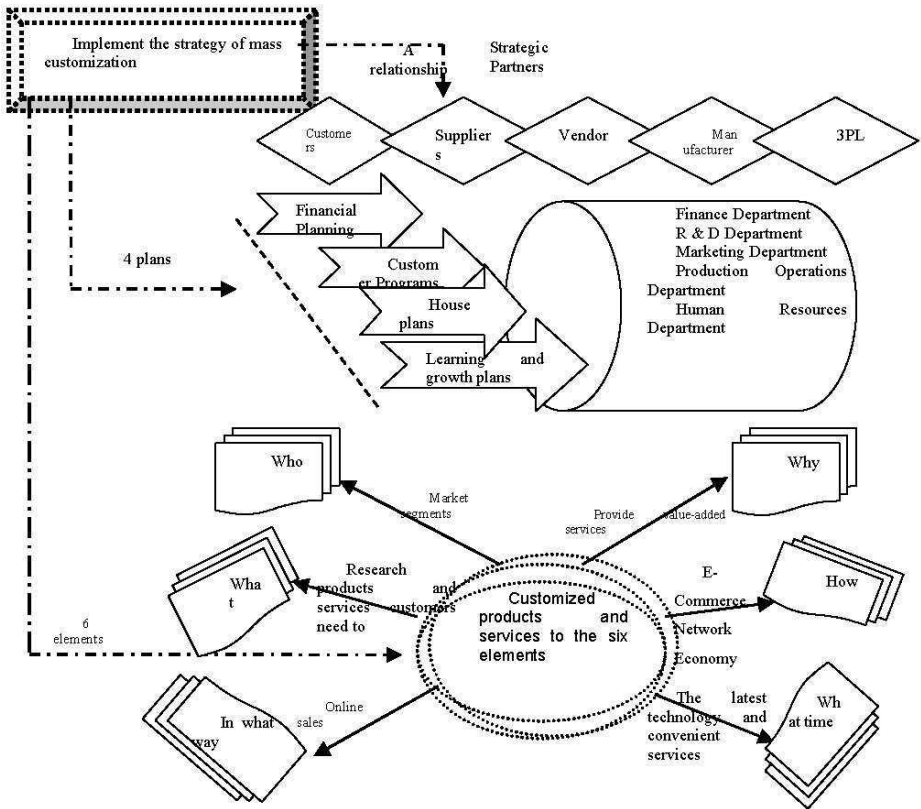 Implement the strategy of mass
customization
A
relationship
Strategic
Partners
Custome
rs
Supplier
s
Vendor
Man
ufacturer
3PL
Financial
Planning
Custom
er Programs
House
plans
Learning and
growth plans
4 plans
Finance Department
R & D Department
Marketing Department
Production Operations
Department
Human Resources
Department
Who
Why
Market
segments
Provide value-added
services
Wha
t
Research
products and
services customers
need to
Customized
products and
services to the six
elements
E-
Commerce
Network
Economy
How
6
elements
In what
way
Online
sales
The latest
technology and
convenient
services
Wh
at time